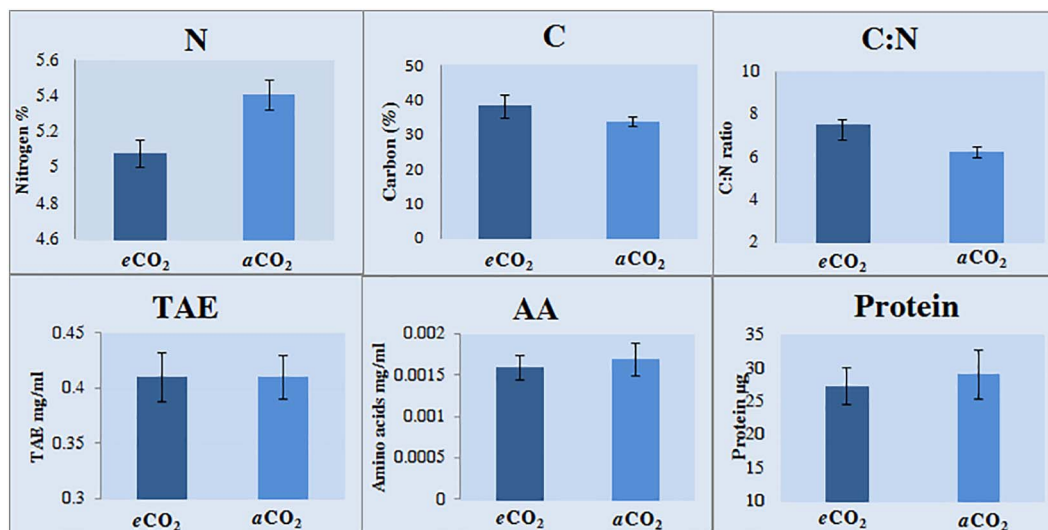 N
Nitrogen %
5.6
5.4
5.2
5
4.8
4.6
eCO₂ aCO₂
C
Carbon (%)
50
40
30
20
10
0
eCO₂ aCO₂
C:N
C:N ratio
10
8
6
4
2
eCO₂ aCO₂
TAE
TAE mg/ml
0.45
0.4
0.35
0.3
eCO₂ aCO₂
AA
Amino acids mg/ml
0.002
0.0015
0.001
0.0005
0
eCO₂ aCO₂
Protein
Protein µg
35
30
25
20
15
10
eCO₂ aCO₂